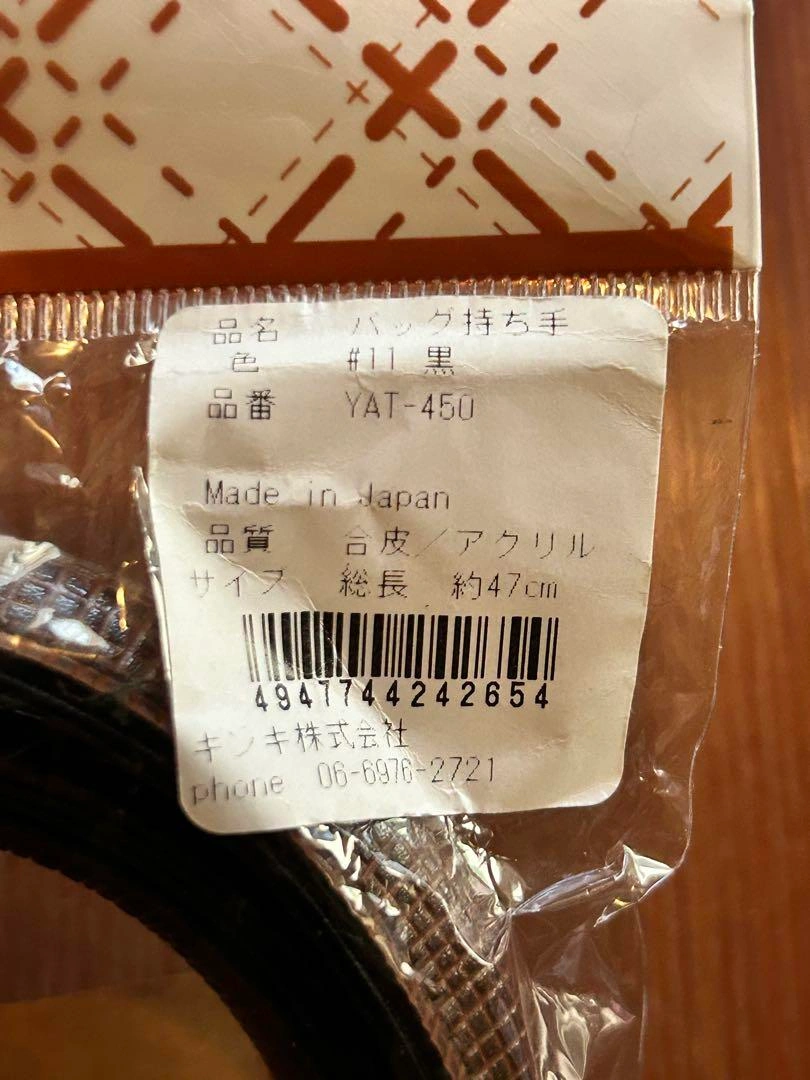 品名 バッグ持ち手
色 #11 黒
品番 YAT-450
Made in Japan
品質 合皮/アクリル
サイズ 総長 約47cm
4947744242654
キンキ株式会社
phone 06-6976-2721